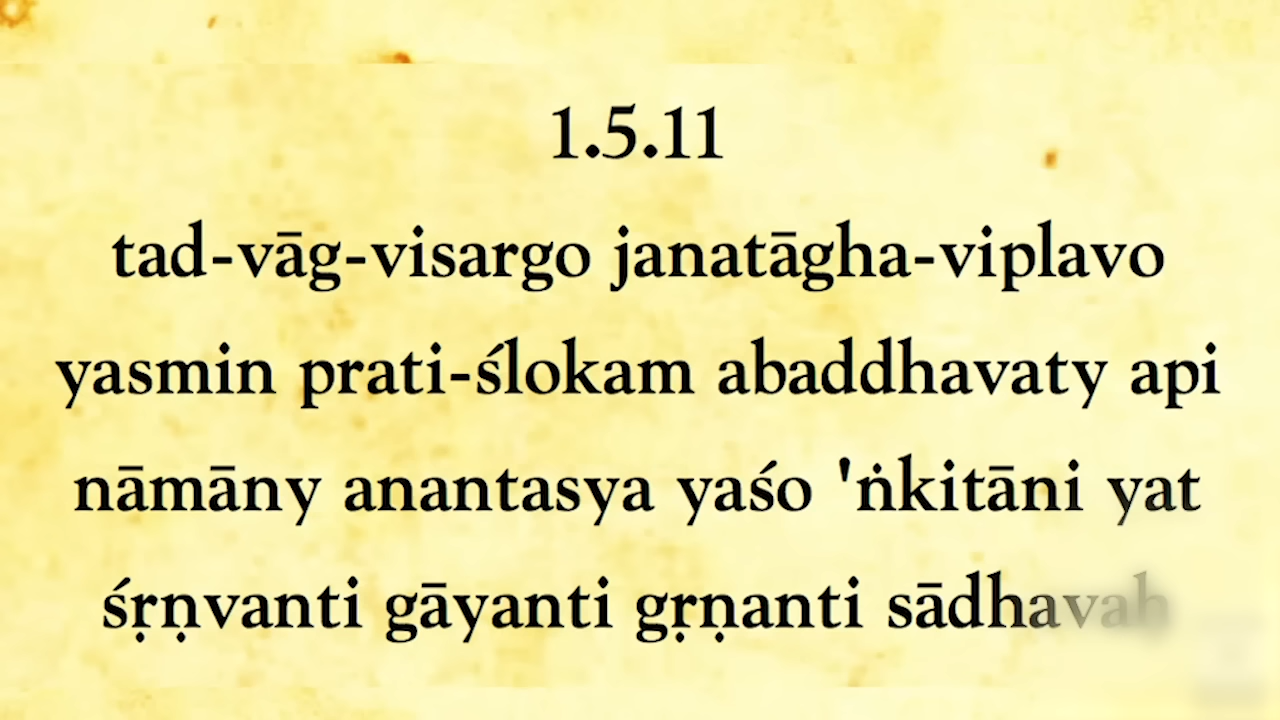 1.5.11
tad-vāg-visargo janatāgha-viplavo
yasmin prati-ślokam abaddhavaty api
nāmāny anantasya yaśo 'ṅkitāni yat
śṛṇvanti gāyanti gṛṇanti sādhavaḥ